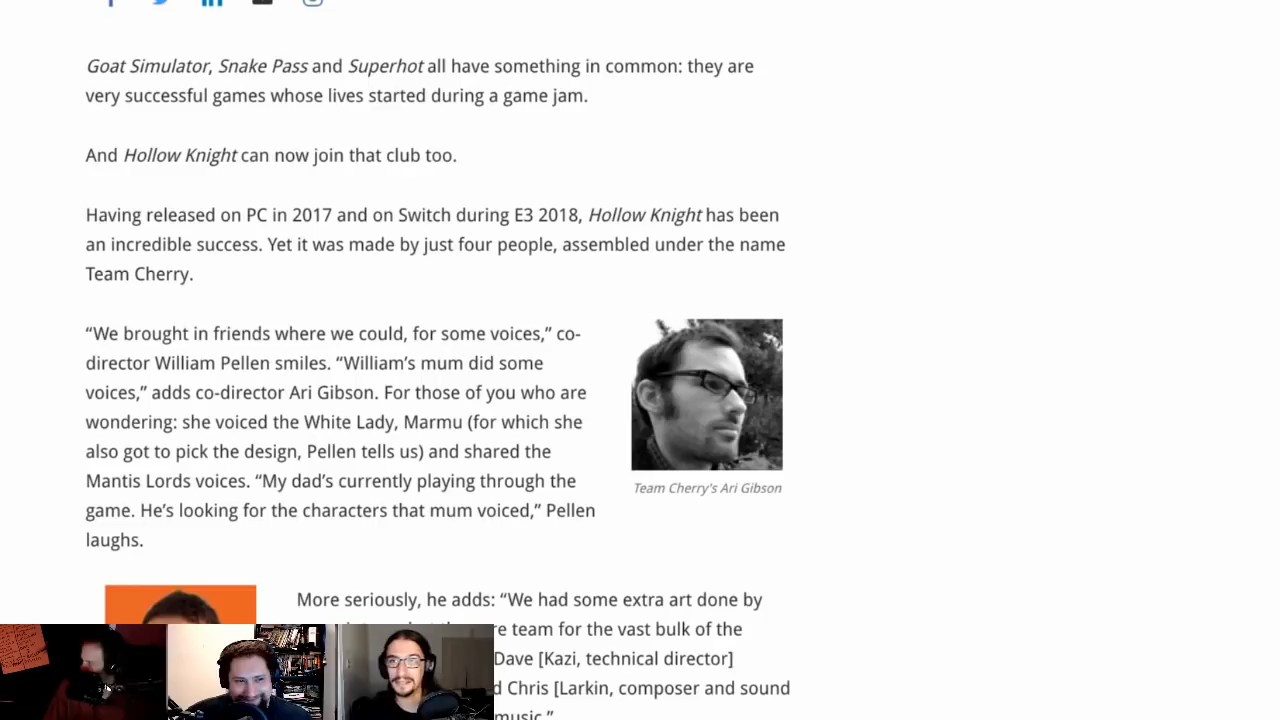 Goat Simulator, Snake Pass and Superhot all have something in common: they are
very successful games whose lives started during a game jam.
And Hollow Knight can now join that club too.
Having released on PC in 2017 and on Switch during E3 2018, Hollow Knight has been
an incredible success. Yet it was made by just four people, assembled under the name
Team Cherry.
“We brought in friends where we could, for some voices,” co-
director William Pellen smiles. “William’s mum did some
voices,” adds co-director Ari Gibson. For those of you who are
wondering: she voiced the White Lady, Marmu (for which she
also got to pick the design, Pellen tells us) and shared the
Mantis Lords voices. “My dad’s currently playing through the
game. He’s looking for the characters that mum voiced,” Pellen
laughs.
Team Cherry's Ari Gibson
More seriously, he adds: “We had some extra art done by
team for the vast bulk of the
Dave [Kazi, technical director]
Chris [Larkin, composer and sound
music.”